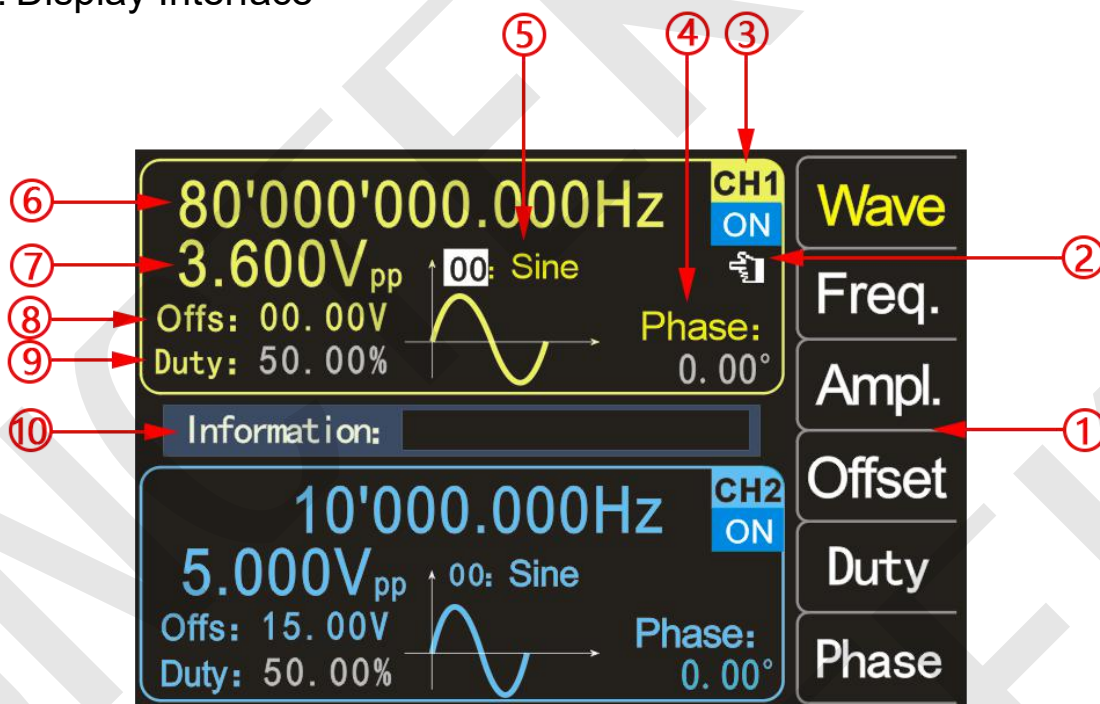 . Display Interface
⑤ ④ ③
⑥ 80'000'000.000Hz CH1 Wave
ON
⑦ 3.600Vpp 00: Sine ②
Freq.
⑧ Offs: 00.00V Phase:
⑨ Duty: 50.00% 0.00°
Ampl.
⑩ Information: ①
Offset
10'000.000Hz CH2
ON
5.000Vpp 00: Sine Duty
Offs: 15.00V Phase:
Duty: 50.00% 0.00° Phase